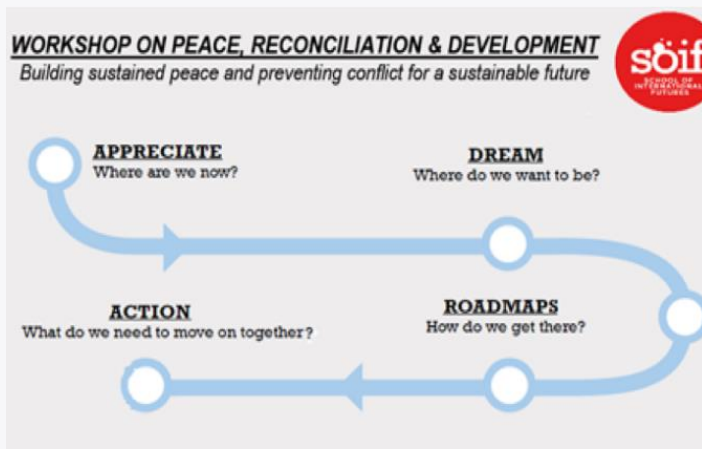 WORKSHOP ON PEACE, RECONCILIATION & DEVELOPMENT
Building sustained peace and preventing conflict for a sustainable future
soif
SCHOOL OF
INTERNATIONAL
FUTURES
APPRECIATE
Where are we now?
DREAM
Where do we want to be?
ACTION
What do we need to move on together?
ROADMAPS
How do we get there?